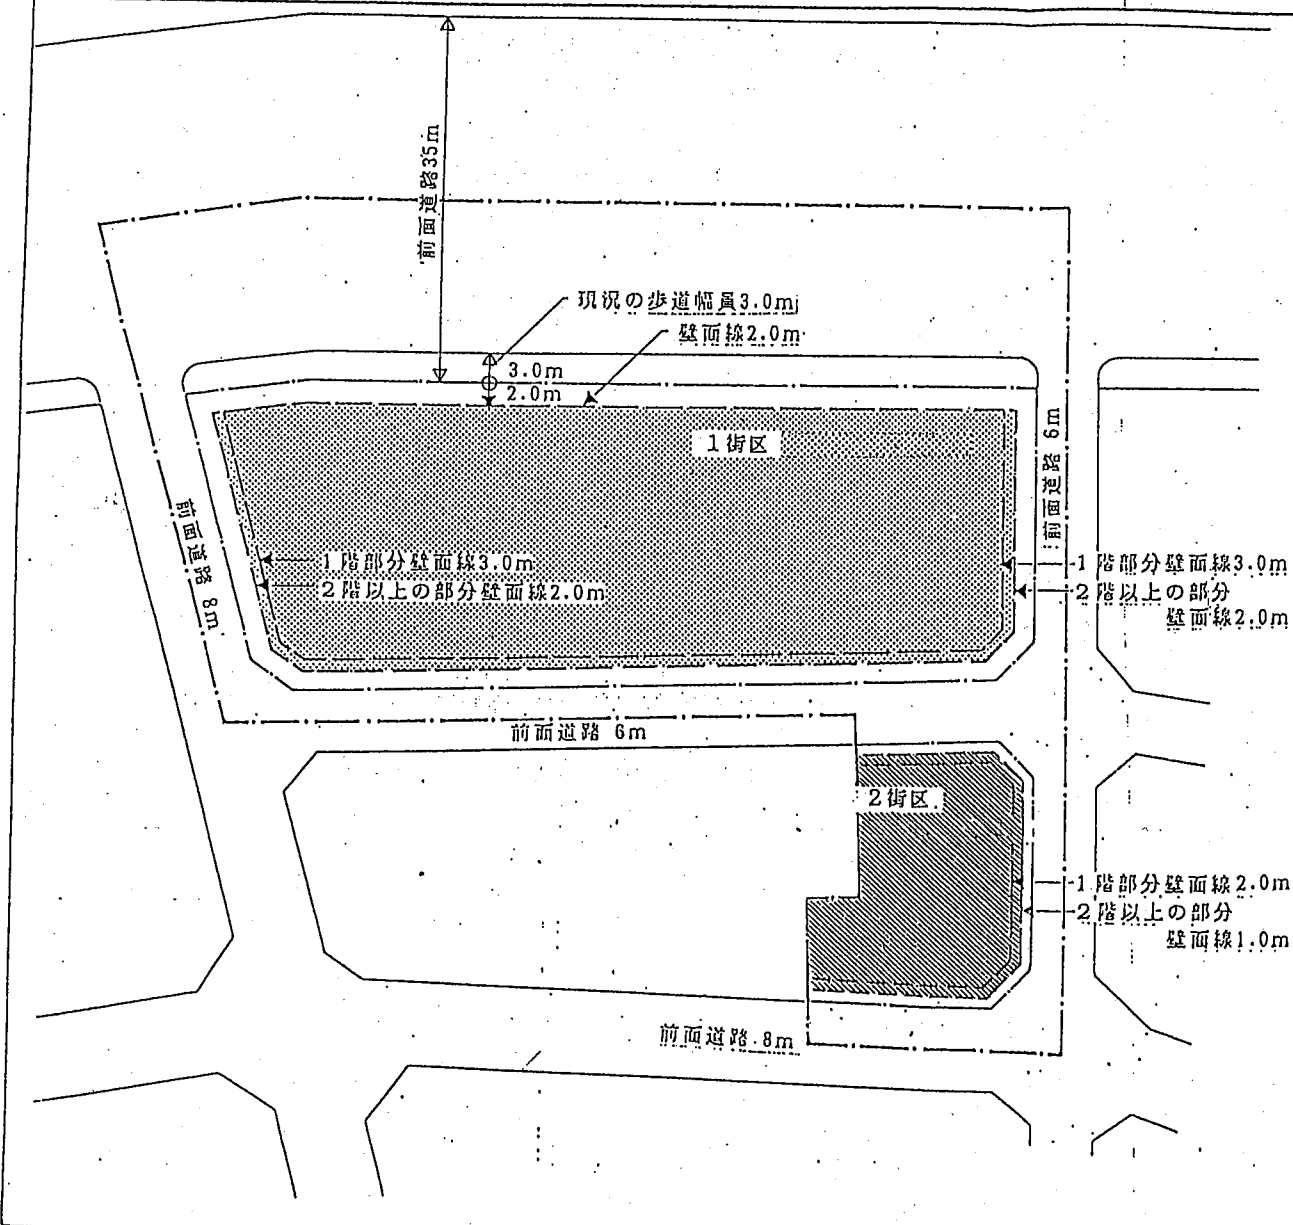 前面道路35m
現況の歩道幅員3.0m
壁面線2.0m
3.0m
2.0m
1街区
前面道路 6m
前面道路 8m
1階部分壁面線3.0m
2階以上の部分壁面線2.0m
1階部分壁面線3.0m
2階以上の部分
壁面線2.0m
前面道路 6m
2街区
1階部分壁面線2.0m
2階以上の部分
壁面線1.0m
前面道路 8m